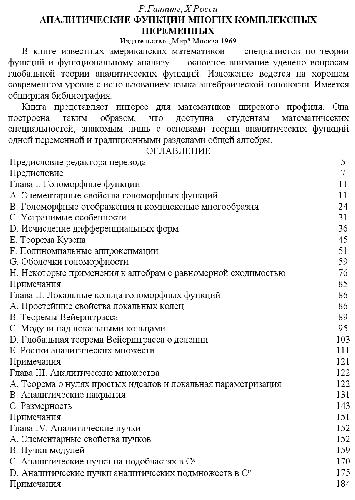 Р. Ганнинг, Х Росси
АНАЛИТИЧЕСКИЕ ФУНКЦИИ МНОГИХ КОМПЛЕКСНЫХ
ПЕРЕМЕННЫХ
Издательство „Мир" Москва 1969
В книге известных американских математиков — специалистов по теории
функций и функциональному анализу — основное внимание уделено вопросам
глобальной теории аналитических функций. Изложение ведется на хорошем
современном уровне с использованием языка алгебраической топологии. Имеется
обширная библиография.
Книга представляет интерес для математиков широкого профиля. Она
построена таким образом, что доступна студентам математических
специальностей, знакомым лишь с основами теории аналитических функций
одной переменной и традиционными разделами общей алгебры.
ОГЛАВЛЕНИЕ
Предисловие редактора перевода 5
Предисловие 7
Глава I. Голоморфные функции 11
A. Элементарные свойства голоморфных функций 11
B. Голоморфные отображения и комплексные многообразия 24
C. Устранимые особенности 31
D. Исчисление дифференциальных форм 36
E. Теорема Кузена 45
F. Полиномиальные аппроксимации 51
G. Оболочки голоморфности 59
H. Некоторые применения к алгебрам с равномерной сходимостью 76
Примечания 85
Глава II. Локальные кольца голоморфных функций 86
A. Простейшие свойства локальных колец 86
B. Теоремы Вейерштрасса 89
C. Модули над локальными кольцами 95
D. Глобальная теорема Вейерштрасса о делении 103
E. Ростки аналитических множеств 111
Примечания 121
Глава III. Аналитические множества 122
A. Теорема о нулях простых идеалов и локальная параметризация 122
B. Аналитические накрытия 131
C. Размерность 143
Примечания 151
Глава IV. Аналитические пучки 152
A. Элементарные свойства пучков 152
B. Пучки модулей 159
C. Аналитические пучки на подобластях в Cⁿ 170
D. Аналитические пучки аналитических подмножеств в Cⁿ 175
Примечания 184